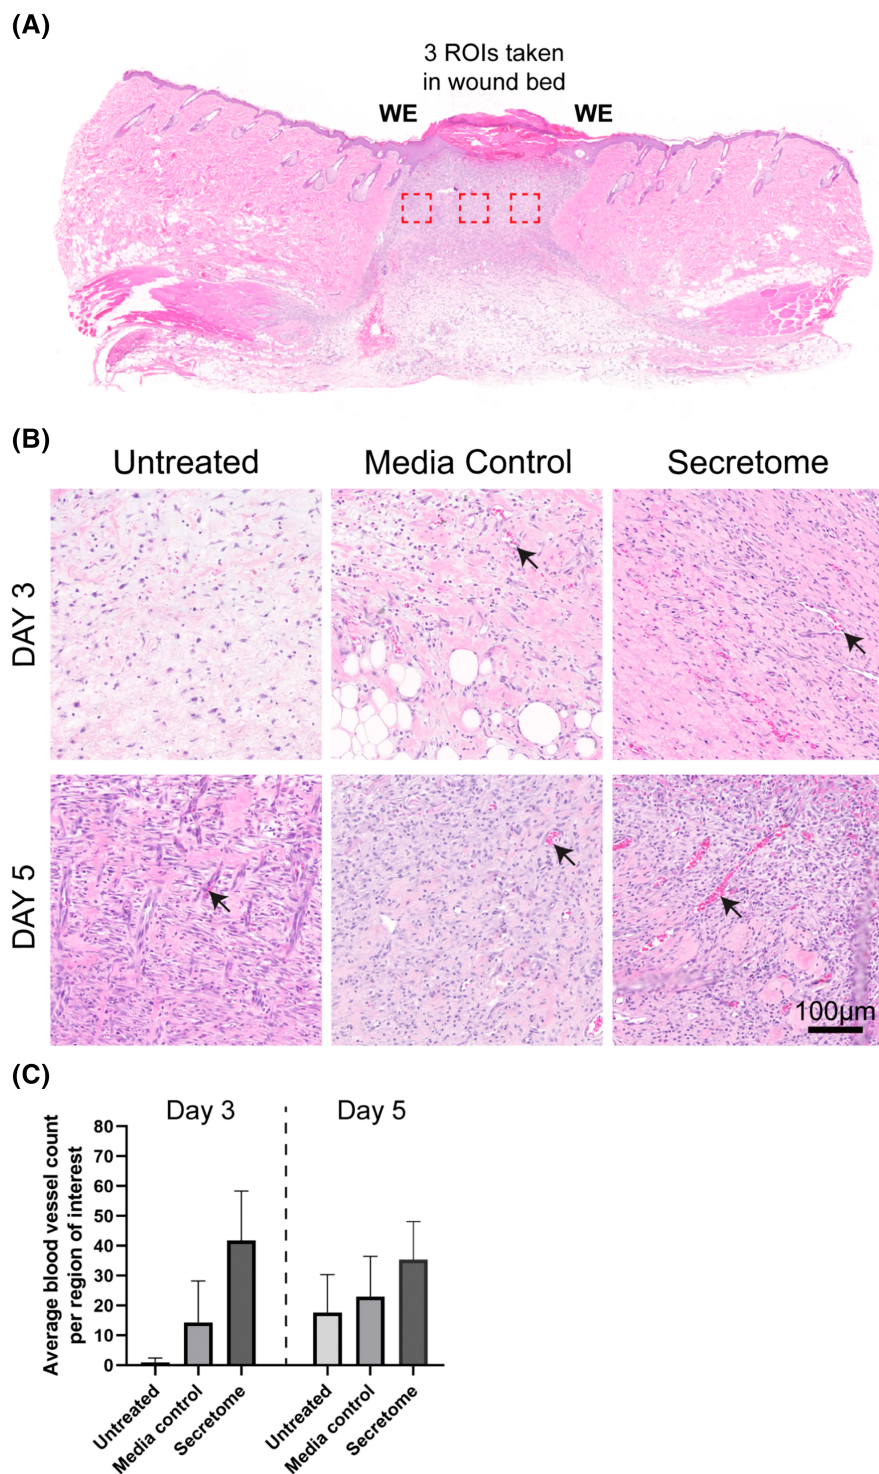 (A)
3 ROIs taken
in wound bed
WE
WE
(B)
Untreated
Media Control
Secretome
DAY 3
DAY 5
100µm
(C)
Day 3
Day 5
Average blood vessel count
per region of interest
80
70
60
50
40
30
20
10
0
Untreated
Media control
Secretome
Untreated
Media control
Secretome